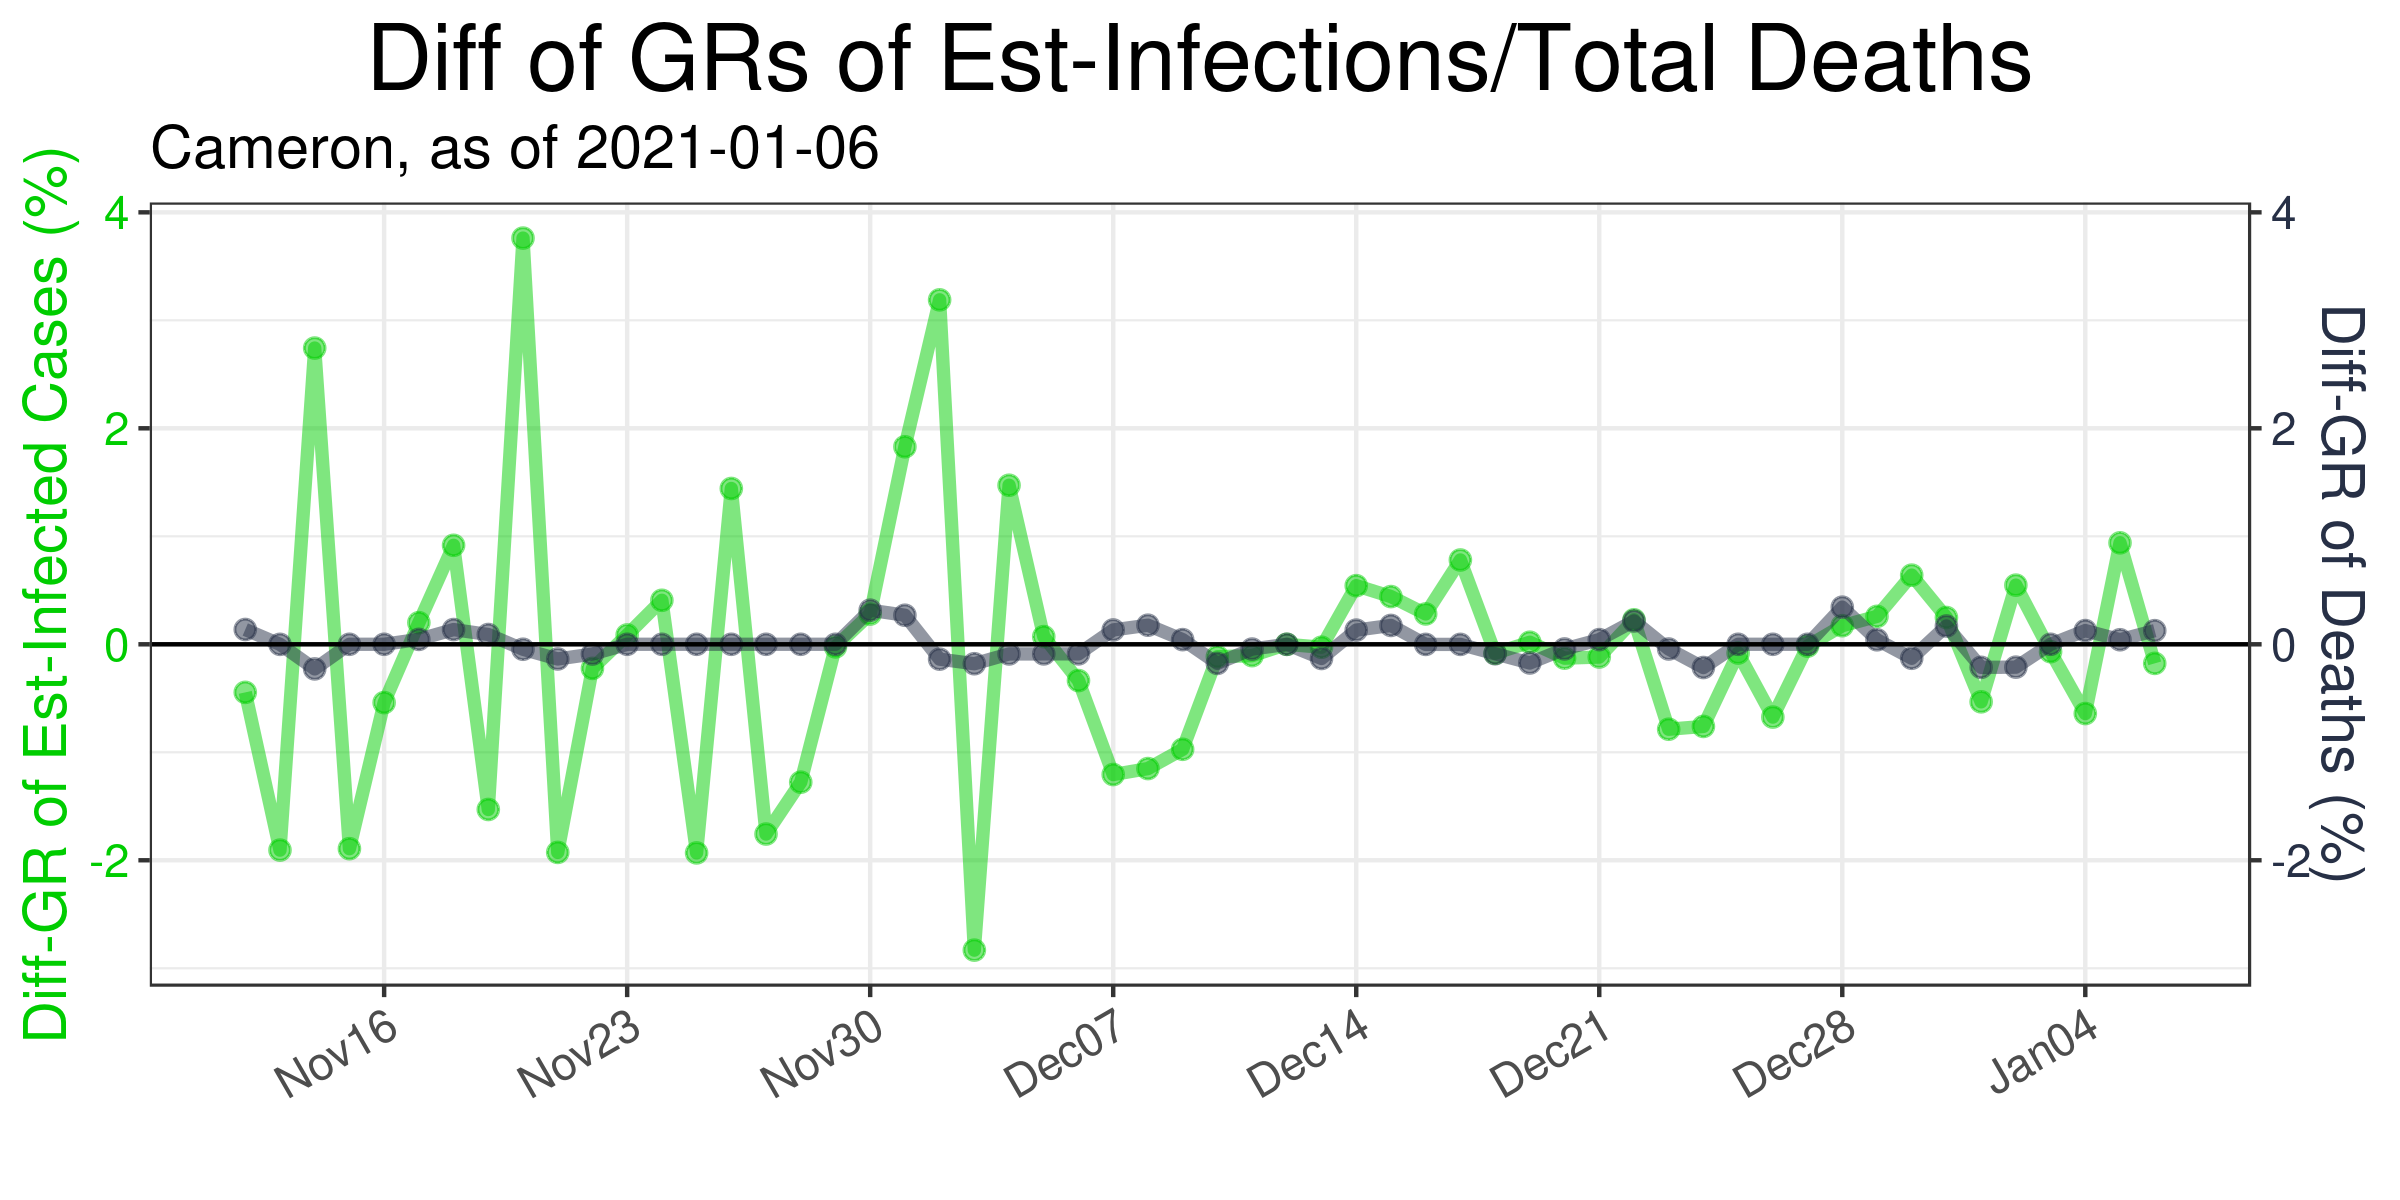 Diff of GRs of Est-Infections/Total Deaths
Cameron, as of 2021-01-06
Diff-GR of Est-Infected Cases (%)
4
2
0
-2
4
2
0
-2
Diff-GR of Deaths (%)
Nov16
Nov23
Nov30
Dec07
Dec14
Dec21
Dec28
Jan04